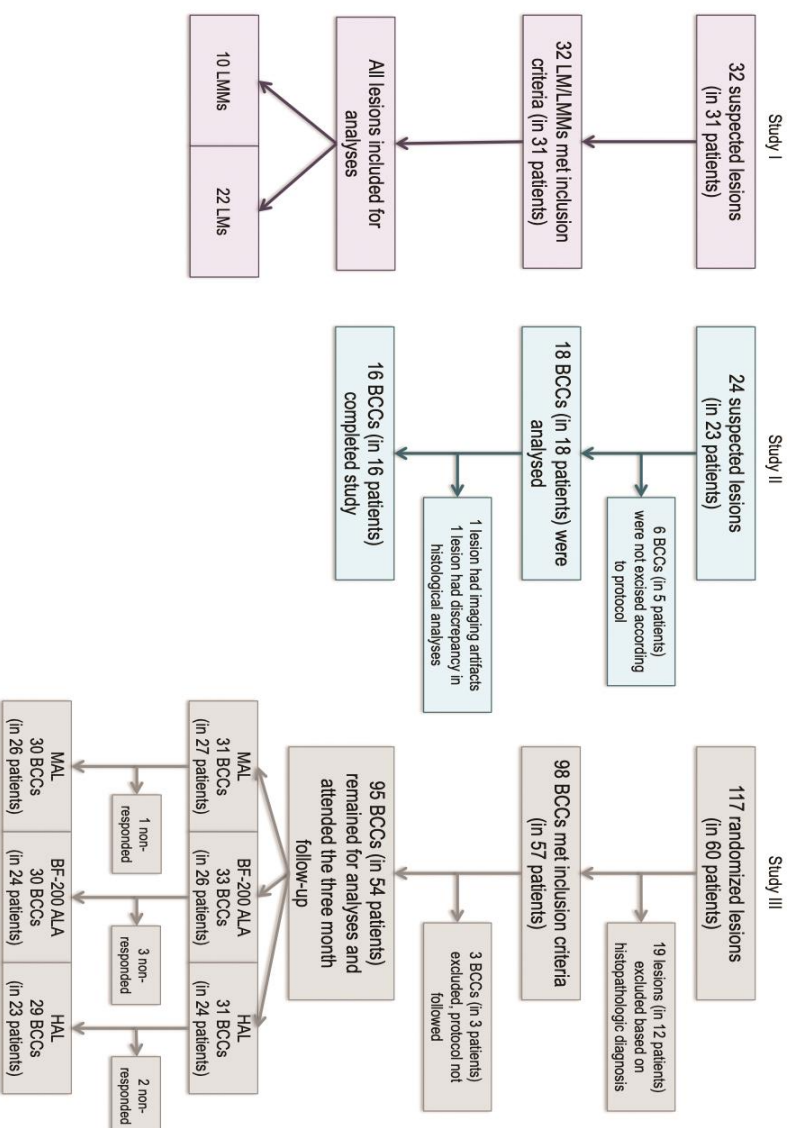 Study I
32 suspected lesions
(in 31 patients)
32 LM/LMMs met inclusion
criteria (in 31 patients)
All lesions included for
analyses
10 LMMs
22 LMs
Study II
24 suspected lesions
(in 23 patients)
6 BCCs (in 5 patients)
were not excised according
to protocol
18 BCCs (in 18 patients) were
analysed
1 lesion had imaging artifacts
1 lesion had discrepancy in
histological analyses
16 BCCs (in 16 patients)
completed study
Study III
117 randomized lesions
(in 60 patients)
19 lesions (in 12 patients)
excluded based on
histopathologic diagnosis
98 BCCs met inclusion criteria
(in 57 patients)
3 BCCs (in 3 patients)
excluded, protocol not
followed
95 BCCs (in 54 patients)
remained for analyses and
attended the three month
follow-up
MAL
31 BCCs
(in 27 patients)
BF-200 ALA
33 BCCs
(in 26 patients)
HAL
31 BCCs
(in 24 patients)
1 non-
responded
3 non-
responded
2 non-
responded
MAL
30 BCCs
(in 26 patients)
BF-200 ALA
30 BCCs
(in 24 patients)
HAL
29 BCCs
(in 23 patients)